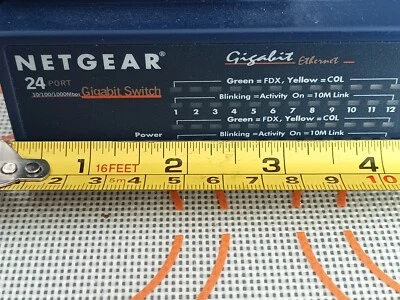 NETGEAR®
Gigabit Ethernet
24 PORT
Green = FDX, Yellow = COL
10/100/1000Mbps Gigabit Switch
Blinking =Activity On =10M Link
1 2 3 4 5 6 7 8 9 10 11 12
Green = FDX, Yellow =COL
Power
Blinking =Activity On =10M Link
1 16FEET 2 3 4
3 4 5m 5 6 7 8 9 10